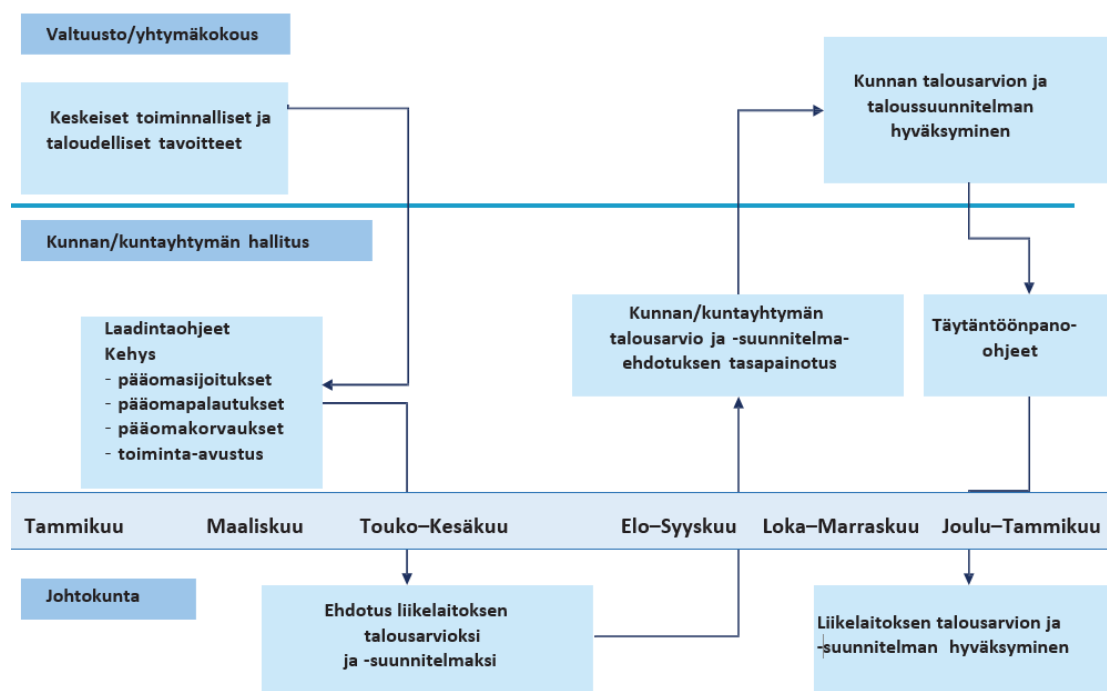 Valtuusto/yhtymäkokous
Keskeiset toiminnalliset ja
taloudelliset tavoitteet
Kunnan talousarvion ja
taloussuunnitelman
hyväksyminen
Kunnan/kuntayhtymän hallitus
Laadintaohjeet
Kehys
- pääomasijoitukset
- pääomapalautukset
- pääomakorvaukset
- toiminta-avustus
Kunnan/kuntayhtymän
talousarvio ja -suunnitelma-
ehdotuksen tasapainotus
Täytäntöönpano-
ohjeet
Tammikuu Maaliskuu Touko–Kesäkuu Elo–Syyskuu Loka–Marraskuu Joulu–Tammikuu
Johtokunta
Ehdotus liikelaitoksen
talousarvioksi
ja -suunnitelmaksi
Liikelaitoksen talousarvion ja
-suunnitelman hyväksyminen